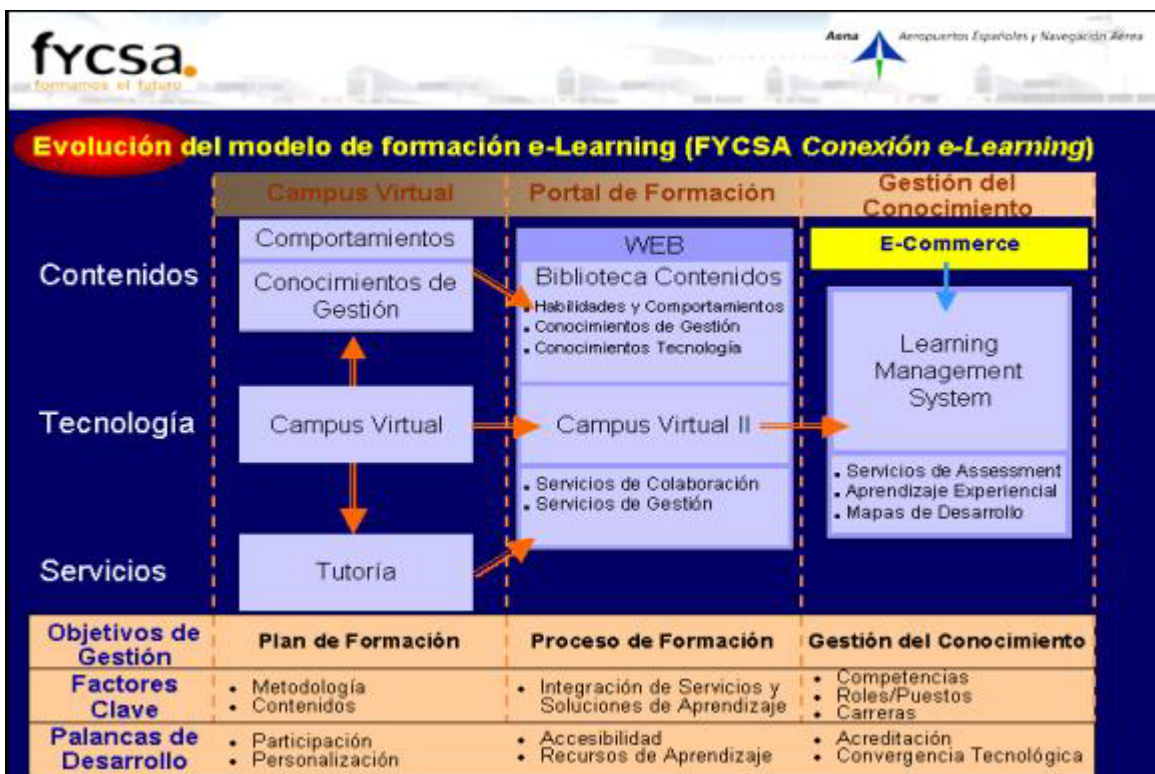 fycsa.
formamos el futuro
Aena Aeropuertos Españoles y Navegación Aérea
Evolución del modelo de formación e-Learning (FYCSA Conexión e-Learning)
Campus Virtual
Portal de Formación
Gestión del
Conocimiento
Contenidos
Comportamientos
Conocimientos de
Gestión
WEB
Biblioteca Contenidos
• Habilidades y Comportamientos
• Conocimientos de Gestión
• Conocimientos Tecnología
E-Commerce
Learning
Management
System
Tecnología
Campus Virtual
Campus Virtual II
• Servicios de Colaboración
• Servicios de Gestión
• Servicios de Assessment
• Aprendizaje Experiencial
• Mapas de Desarrollo
Servicios
Tutoría
Objetivos de
Gestión
Plan de Formación
Proceso de Formación
Gestión del Conocimiento
Factores
Clave
• Metodología
• Contenidos
• Integración de Servicios y
Soluciones de Aprendizaje
• Competencias
• Roles/Puestos
• Carreras
Palancas de
Desarrollo
• Participación
• Personalización
• Accesibilidad
• Recursos de Aprendizaje
• Acreditación
• Convergencia Tecnológica